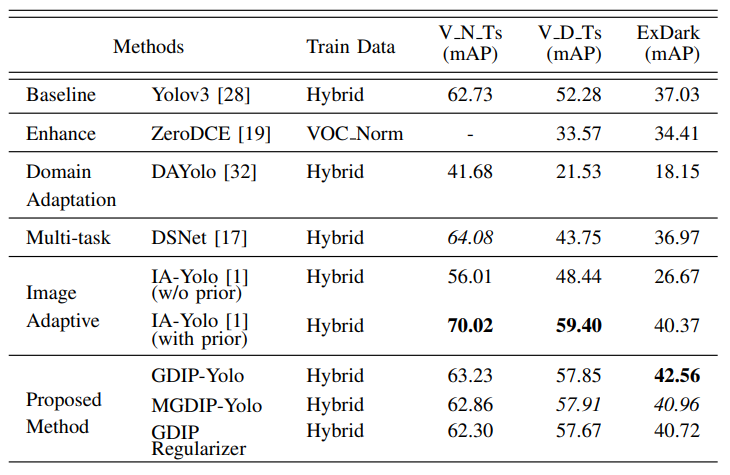 Methods Train Data V_N_Ts (mAP) V_D_Ts (mAP) ExDark (mAP)
Baseline Yolov3 [28] Hybrid 62.73 52.28 37.03
Enhance ZeroDCE [19] VOC_Norm - 33.57 34.41
Domain Adaptation DAYolo [32] Hybrid 41.68 21.53 18.15
Multi-task DSNet [17] Hybrid 64.08 43.75 36.97
Image Adaptive IA-Yolo [1] (w/o prior) Hybrid 56.01 48.44 26.67
IA-Yolo [1] (with prior) Hybrid 70.02 59.40 40.37
Proposed Method GDIP-Yolo Hybrid 63.23 57.85 42.56
MGDIP-Yolo Hybrid 62.86 57.91 40.96
GDIP Regularizer Hybrid 62.30 57.67 40.72